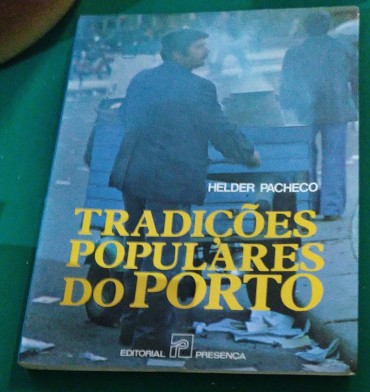 HELDER PACHECO
TRADIÇÕES
POPULARES
DO PORTO
EDITORIAL PRESENÇA